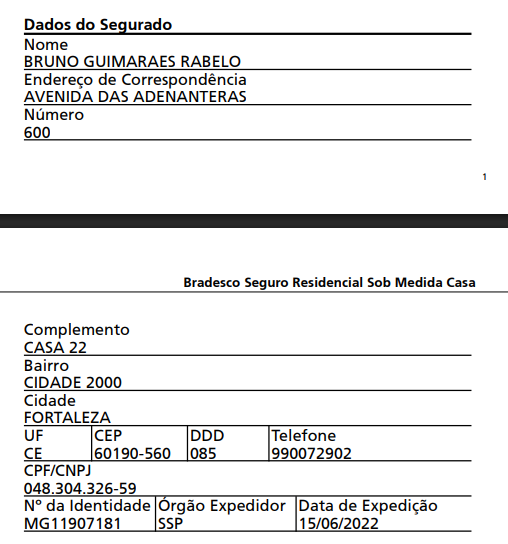 Dados do Segurado
Nome
BRUNO GUIMARAES RABELO
Endereço de Correspondência
AVENIDA DAS ADENANTERAS
Número
600
1
Bradesco Seguro Residencial Sob Medida Casa
Complemento
CASA 22
Bairro
CIDADE 2000
Cidade
FORTALEZA
UF CEP DDD Telefone
CE 60190-560 085 990072902
CPF/CNPJ
048.304.326-59
Nº da Identidade Órgão Expedidor Data de Expedição
MG11907181 SSP 15/06/2022